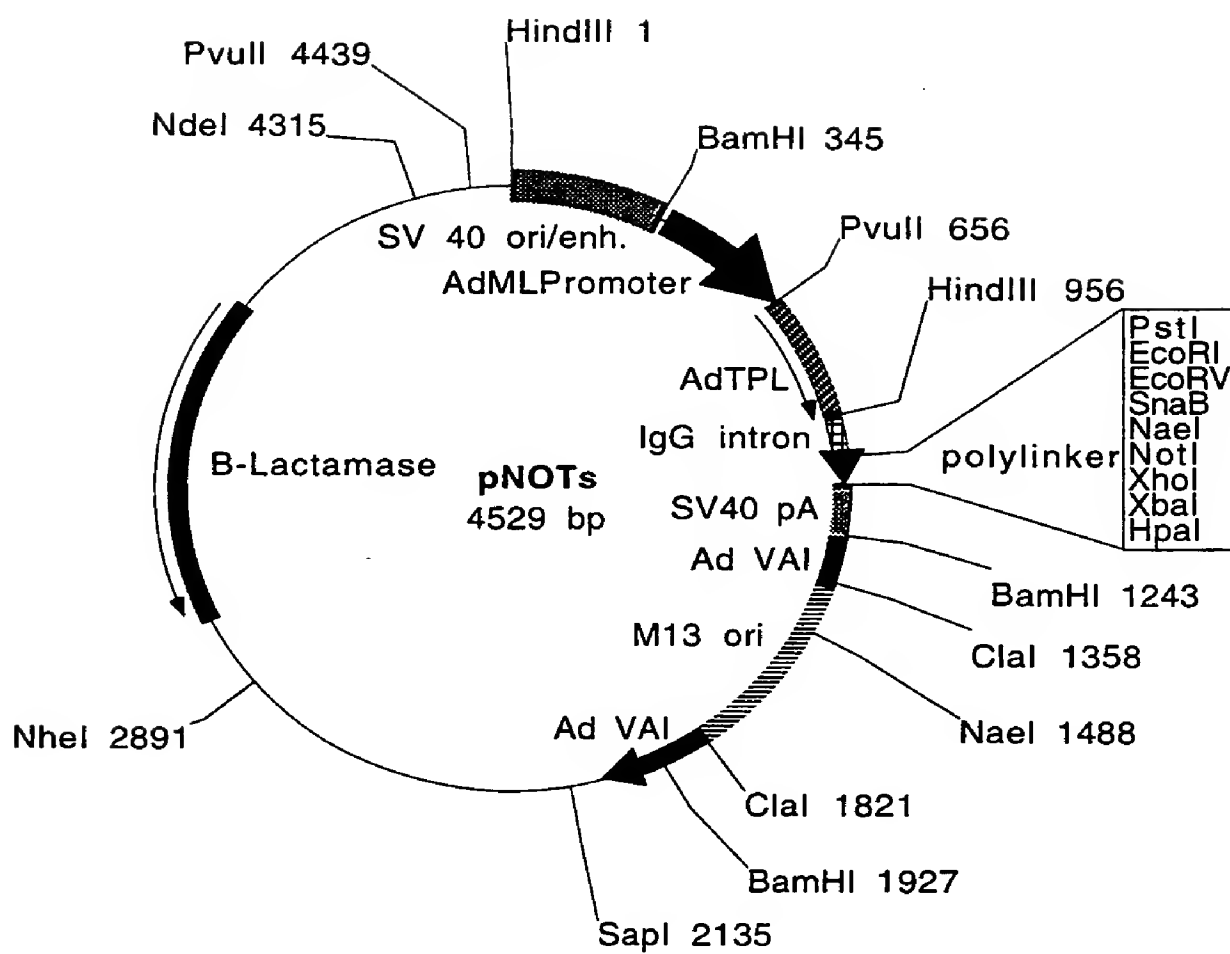 HindIII 1
PvuII 4439
NdeI 4315
BamHI 345
SV 40 ori/enh.
PvuII 656
AdMLPromoter
HindIII 956
PstI
EcoRI
EcoRV
SnaB
NaeI
NotI
XhoI
XbaI
HpaI
AdTPL
IgG intron
polylinker
B-Lactamase
pNOTs
4529 bp
SV40 pA
Ad VAI
BamHI 1243
M13 ori
ClaI 1358
NheI 2891
Ad VAI
NaeI 1488
ClaI 1821
BamHI 1927
SapI 2135